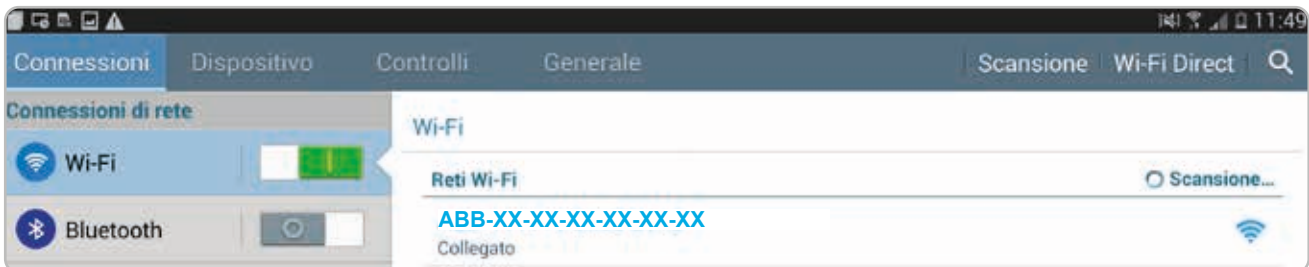 11:49
Connessioni Dispositivo Controlli Generale Scansione Wi-Fi Direct
Connessioni di rete
Wi-Fi
Bluetooth
Wi-Fi
Reti Wi-Fi Scansione...
ABB-XX-XX-XX-XX-XX-XX
Collegato